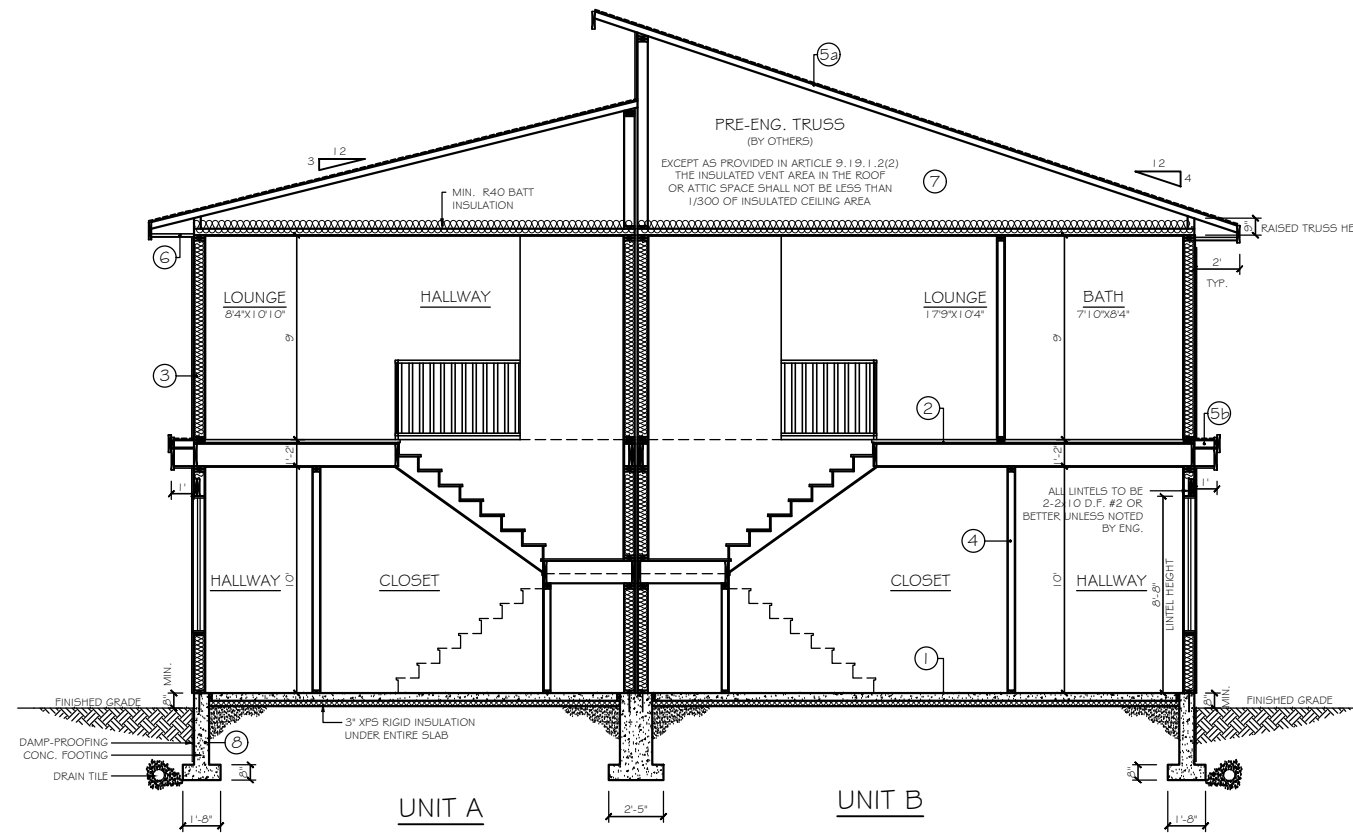 5a
PRE-ENG. TRUSS
(BY OTHERS)
EXCEPT AS PROVIDED IN ARTICLE 9.19.1.2(2)
THE INSULATED VENT AREA IN THE ROOF
OR ATTIC SPACE SHALL NOT BE LESS THAN
1/300 OF INSULATED CEILING AREA
7
12
3
12
4
MIN. R40 BATT
INSULATION
9"
RAISED TRUSS HE
6
2'
TYP.
LOUNGE
8'4"X10'10"
HALLWAY
LOUNGE
17'9"X10'4"
BATH
7'10"X8'4"
9'
9'
3
2
5b
1'-2"
1'-2"
1'
1'
ALL LINTELS TO BE
2-2x10 D.F. #2 OR
BETTER UNLESS NOTED
BY ENG.
4
HALLWAY
10'
CLOSET
CLOSET
10'
HALLWAY
8'-8"
LINTEL HEIGHT
1
8" MIN.
8" MIN.
FINISHED GRADE
FINISHED GRADE
3" XPS RIGID INSULATION
UNDER ENTIRE SLAB
DAMP-PROOFING
CONC. FOOTING
DRAIN TILE
8
8"
8"
1'-8"
UNIT A
2'-5"
UNIT B
1'-8"